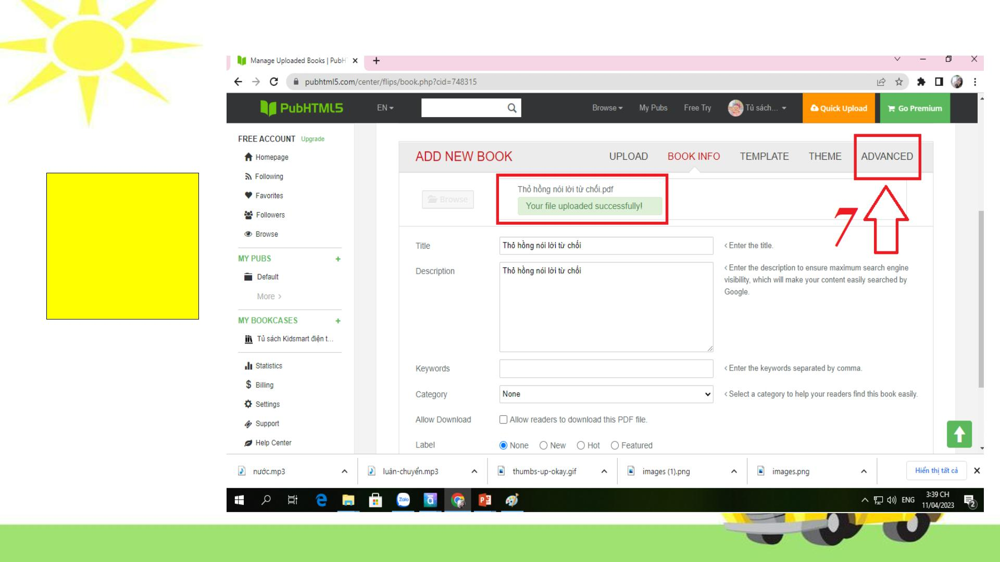 Manage Uploaded Books | PubH
pubhtml5.com/center/flips/book.php?cid=748315
PubHTML5
EN
Browse
My Pubs
Free Try
Tủ sách...
Quick Upload
Go Premium
FREE ACCOUNT Upgrade
Homepage
Following
Favorites
Followers
Browse
MY PUBS +
Default
More >
MY BOOKCASES +
Tủ sách Kidsmart điện t...
Statistics
Billing
Settings
Support
Help Center
ADD NEW BOOK
UPLOAD BOOK INFO TEMPLATE THEME ADVANCED
Browse
Thỏ hồng nói lời từ chối.pdf
Your file uploaded successfully!
7
Title
Thỏ hồng nói lời từ chối
< Enter the title.
Description
Thỏ hồng nói lời từ chối
< Enter the description to ensure maximum search engine
visibility, which will make your content easily searched by
Google.
Keywords
< Enter the keywords separated by comma.
Category
None
< Select a category to help your readers find this book easily.
Allow Download
Allow readers to download this PDF file.
Label
None New Hot Featured
nước.mp3
luân-chuyển.mp3
thumbs-up-okay.gif
images (1).png
images.png
Hiển thị tất cả
Zalo
ENG
3:39 CH
11/04/2023
2